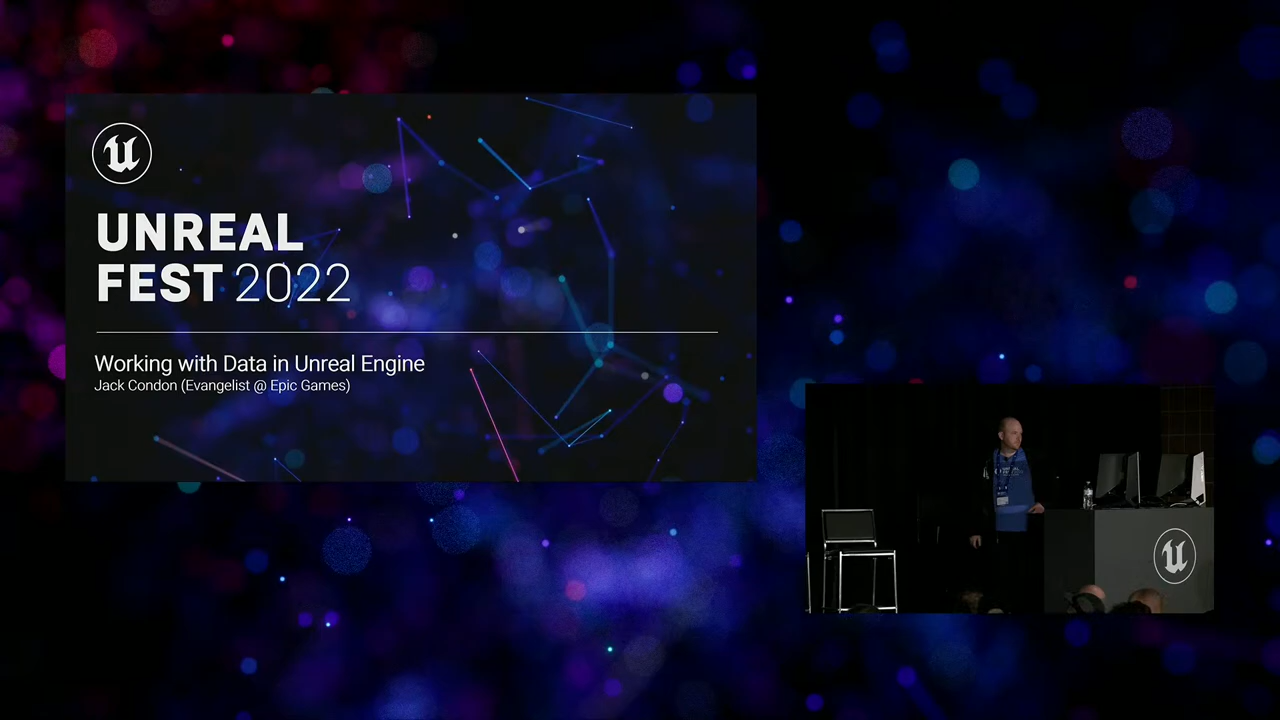 UNREAL
FEST 2022
Working with Data in Unreal Engine
Jack Condon (Evangelist @ Epic Games)